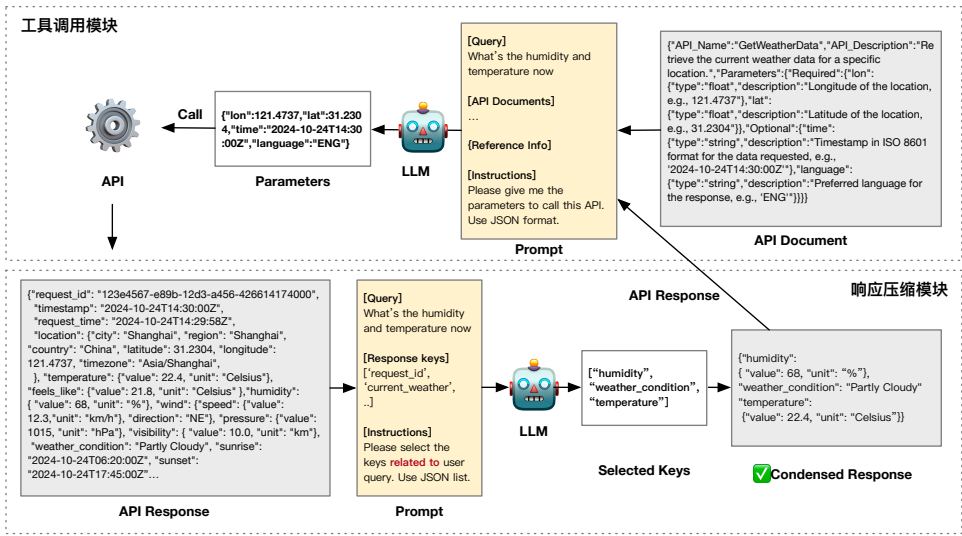 工具调用模块
[Query]
What's the humidity and
temperature now
[API Documents]
...
{Reference Info}
[Instructions]
Please give me the
parameters to call this API.
Use JSON format.
Prompt
{"API_Name":"GetWeatherData","API_Description":"Ret
rieve the current weather data for a specific
location.","Parameters":{"Required":{"lon":
{"type":"float","description":"Longitude of the location,
e.g., 121.4737"},"lat":
{"type":"float","description":"Latitude of the location,
e.g., 31.2304"}},"Optional":{"time":
{"type":"string","description":"Timestamp in ISO 8601
format for the data requested, e.g.,
'2024-10-24T14:30:00Z'"},"language":
{"type":"string","description":"Preferred language for
the response, e.g., 'ENG'"}}}}
API Document
LLM
{"lon":121.4737,"lat":31.230
4,"time":"2024-10-24T14:30
:00Z","language":"ENG"}
Parameters
Call
API
响应压缩模块
API Response
{"request_id": "123e4567-e89b-12d3-a456-426614174000",
"timestamp": "2024-10-24T14:30:00Z",
"request_time": "2024-10-24T14:29:58Z",
"location": {"city": "Shanghai", "region": "Shanghai",
"country": "China", "latitude": 31.2304, "longitude":
121.4737, "timezone": "Asia/Shanghai",
}, "temperature": {"value": 22.4, "unit": "Celsius"},
"feels_like": {"value": 21.8, "unit": "Celsius" },"humidity":
{ "value": 68, "unit": "%"}, "wind": {"speed": {"value":
12.3,"unit": "km/h"}, "direction": "NE"}, "pressure": {"value":
1015, "unit": "hPa"}, "visibility": { "value": 10.0, "unit": "km"},
"weather_condition": "Partly Cloudy", "sunrise":
"2024-10-24T06:20:00Z", "sunset":
"2024-10-24T17:45:00Z"...
API Response
[Query]
What's the humidity
and temperature now
[Response keys]
['request_id',
'current_weather',
..]
[Instructions]
Please select the
keys related to user
query. Use JSON list.
Prompt
LLM
["humidity",
"weather_condition",
"temperature"]
Selected Keys
{"humidity":
{ "value": 68, "unit": "%"},
"weather_condition": "Partly Cloudy"
"temperature":
{"value": 22.4, "unit": "Celsius"}}
✅Condensed Response